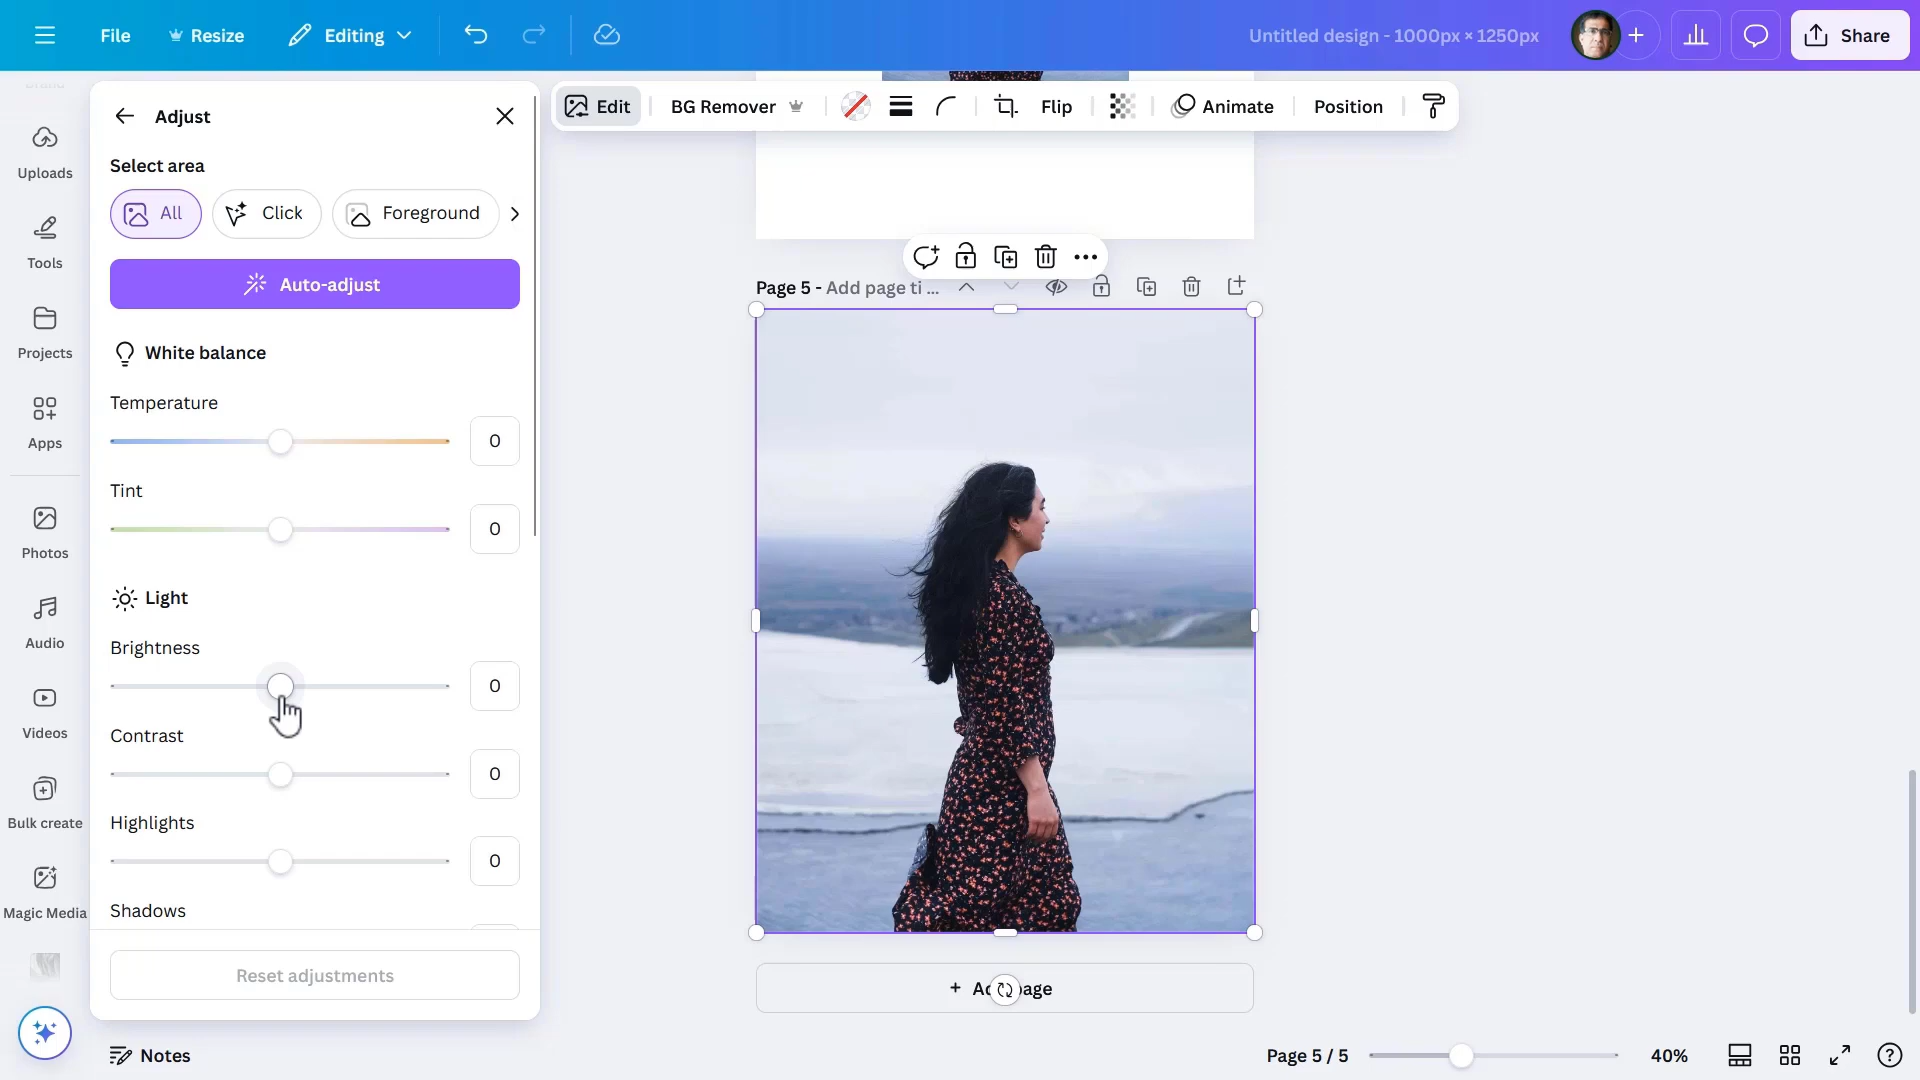 File
Resize
Editing
Untitled design - 1000px × 1250px
Share
Uploads
Tools
Projects
Apps
Photos
Audio
Videos
Bulk create
Magic Media
Adjust
Select area
All
Click
Foreground
Auto-adjust
White balance
Temperature
0
Tint
0
Light
Brightness
0
Contrast
0
Highlights
0
Shadows
Reset adjustments
Notes
Edit
BG Remover
Flip
Animate
Position
Page 5 - Add page ti ...
Page 5 / 5
40%